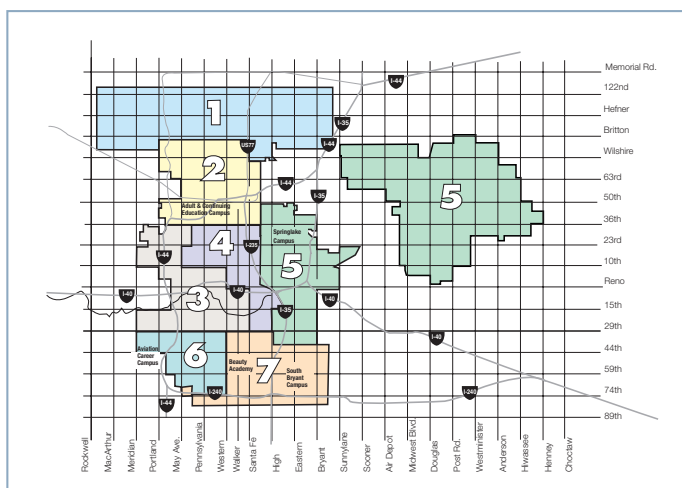 Memorial Rd.
122nd
Hefner
Britton
Wilshire
63rd
50th
36th
23rd
10th
Reno
15th
29th
44th
59th
74th
89th
I-44
I-35
I-44
US77
I-44
I-35
I-44
I-235
I-40
I-40
I-40
I-35
I-40
I-240
I-240
I-44
1
2
5
4
5
3
6
7
Adult & Continuing
Education Campus
Springlake
Campus
Aviation
Career
Campus
Beauty
Academy
South
Bryant
Campus
Rockwell
MacArthur
Meridian
Portland
May Ave.
Pennsylvania
Western
Walker
Santa Fe
High
Eastern
Bryant
Sunnylane
Sooner
Air Depot
Midwest Blvd.
Douglas
Post Rd.
Westminister
Anderson
Hiwassee
Henney
Choctaw